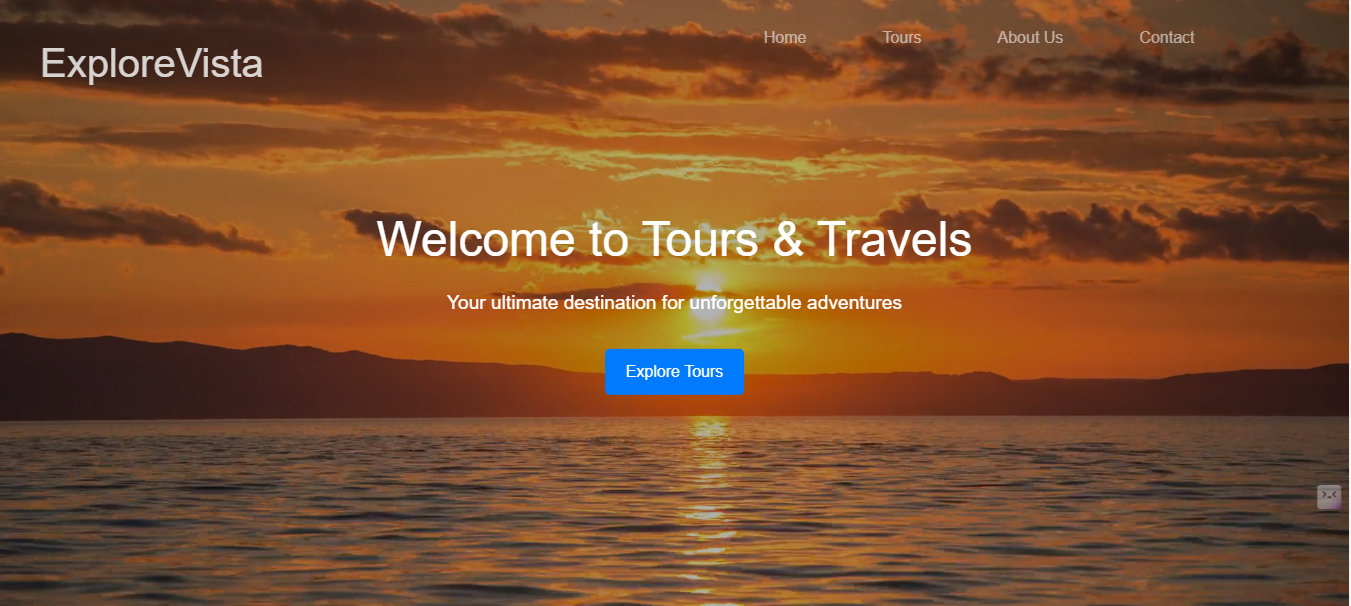 ExploreVista
Home Tours About Us Contact
Welcome to Tours & Travels
Your ultimate destination for unforgettable adventures
Explore Tours